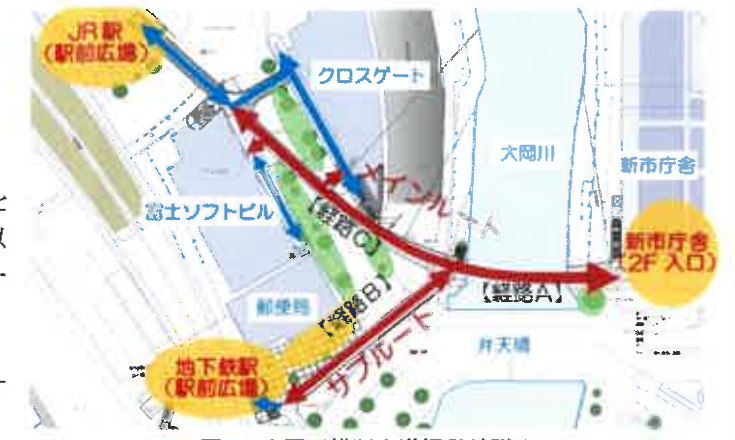 JR駅
(駅前広場)
クロスゲート
大岡川
新市庁舎
メインルート
富士ソフトビル
【経路C】
新市庁舎
(2F 入口)
【経路A】
郵便局
【経路B】
弁天橋
サブルート
地下鉄駅
(駅前広場)